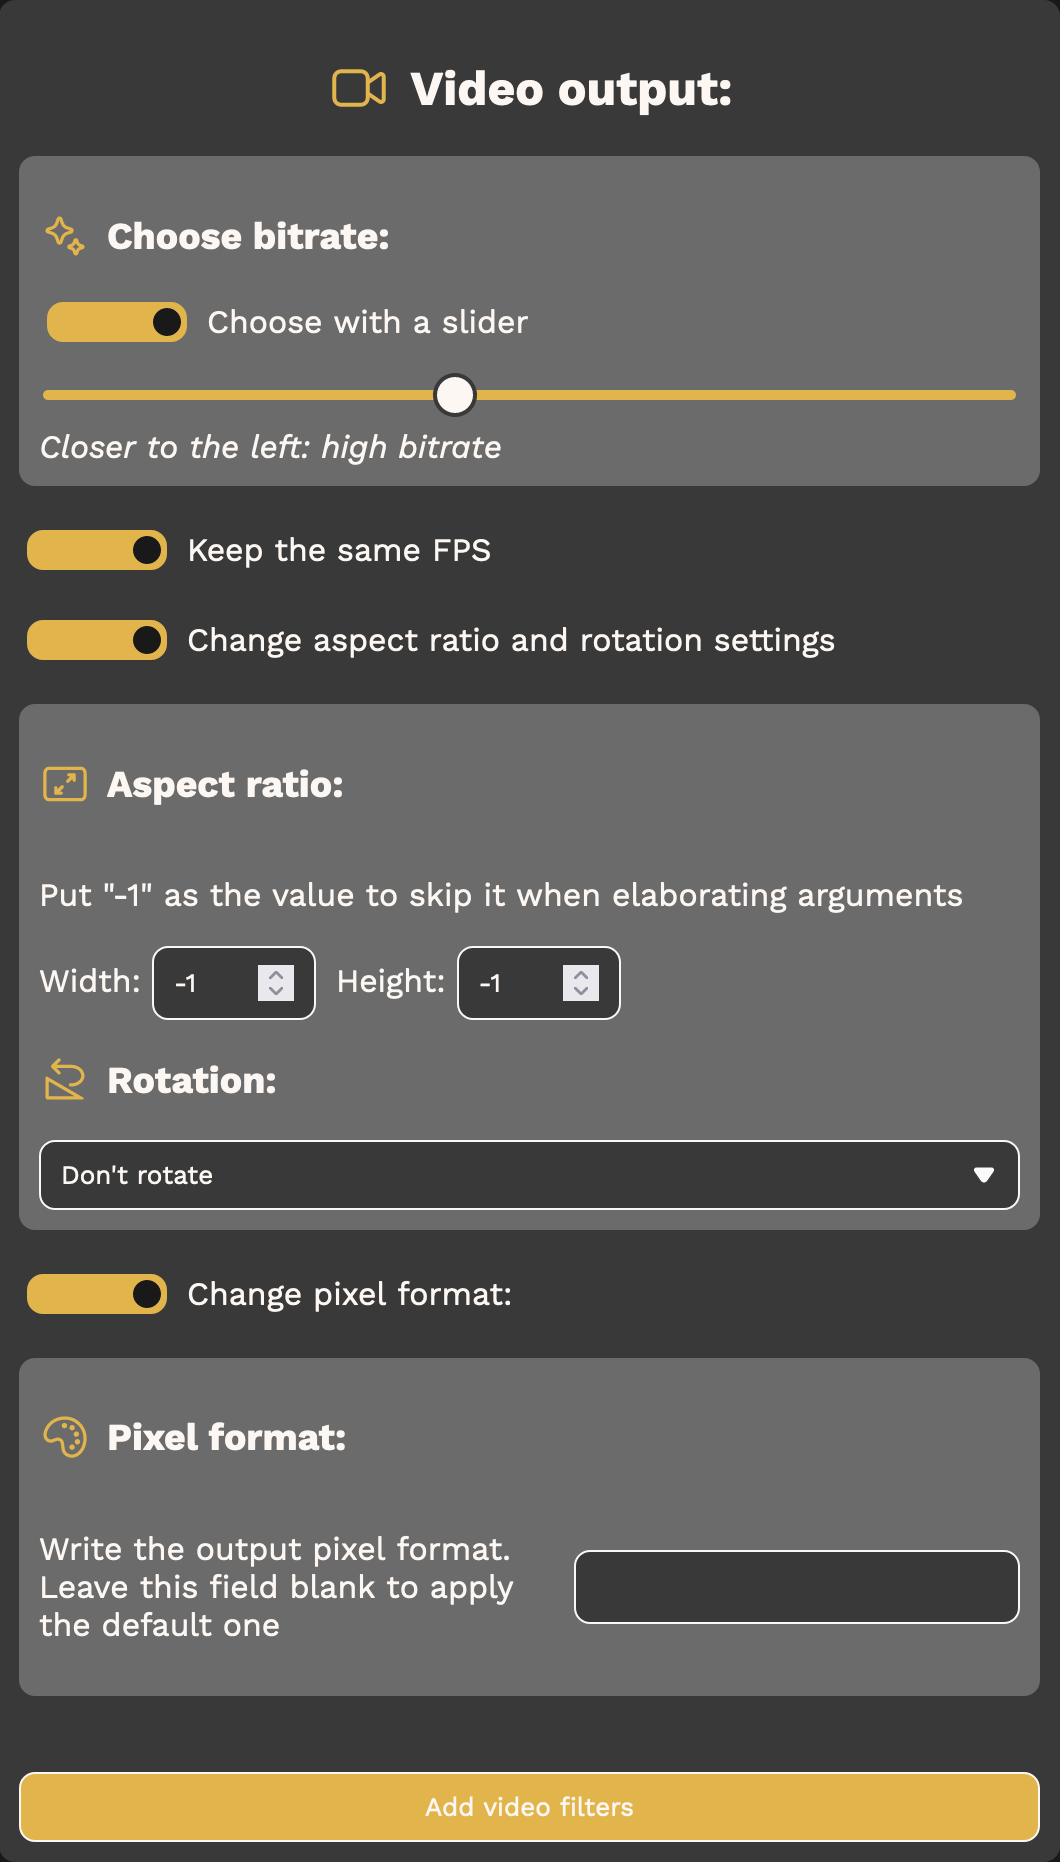 Video output:
Choose bitrate:
Choose with a slider
Closer to the left: high bitrate
Keep the same FPS
Change aspect ratio and rotation settings
Aspect ratio:
Put "-1" as the value to skip it when elaborating arguments
Width: -1 Height: -1
Rotation:
Don't rotate
Change pixel format:
Pixel format:
Write the output pixel format.
Leave this field blank to apply
the default one
Add video filters